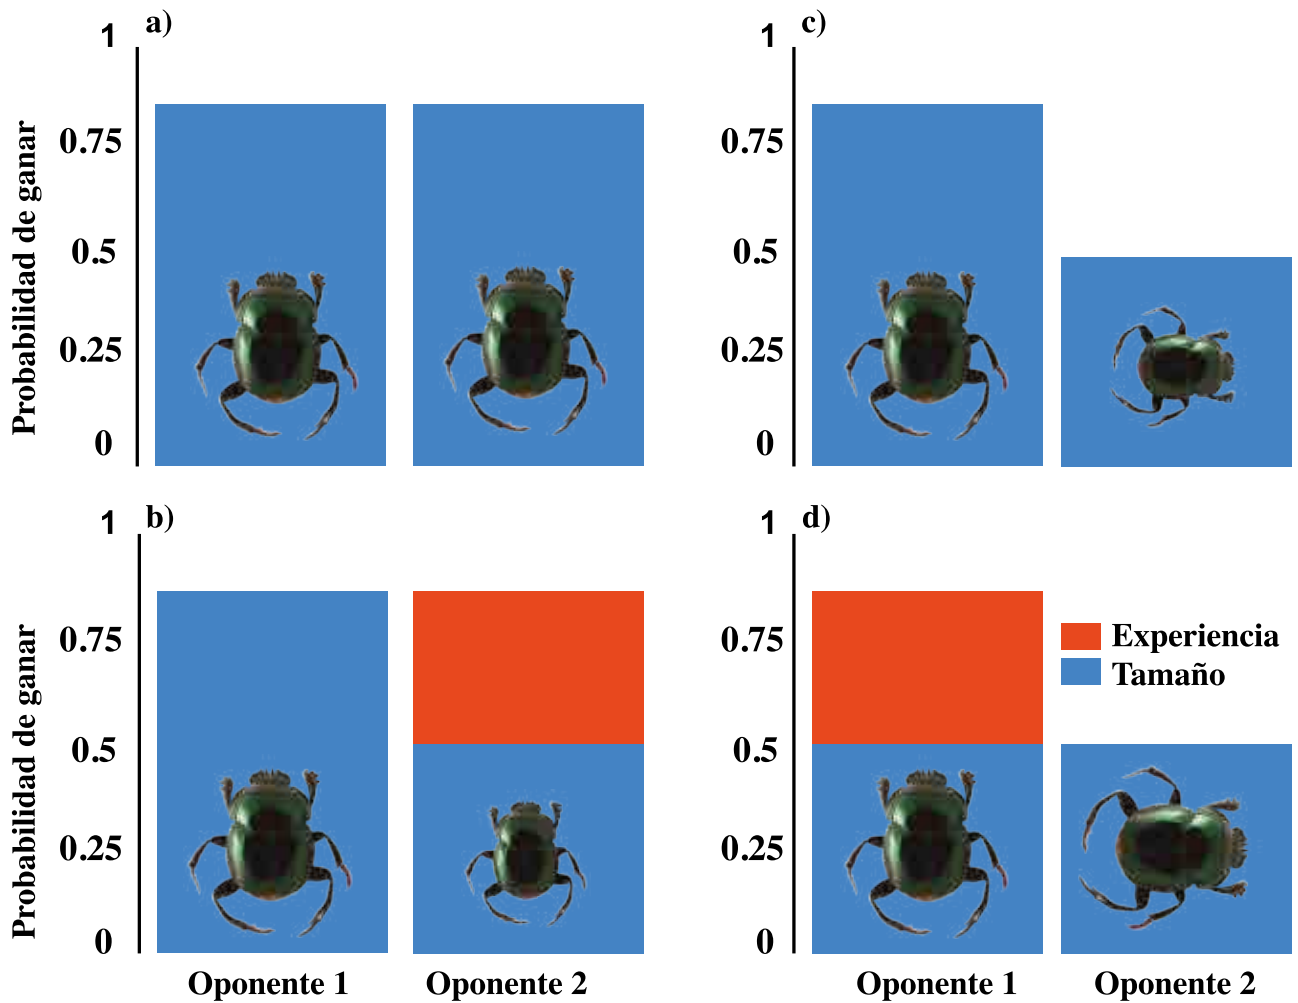 a)
1
0.75
0.5
0.25
0
Probabilidad de ganar
c)
1
0.75
0.5
0.25
0
b)
1
0.75
0.5
0.25
0
Probabilidad de ganar
Oponente 1
Oponente 2
d)
1
0.75
0.5
0.25
0
Experiencia
Tamaño
Oponente 1
Oponente 2